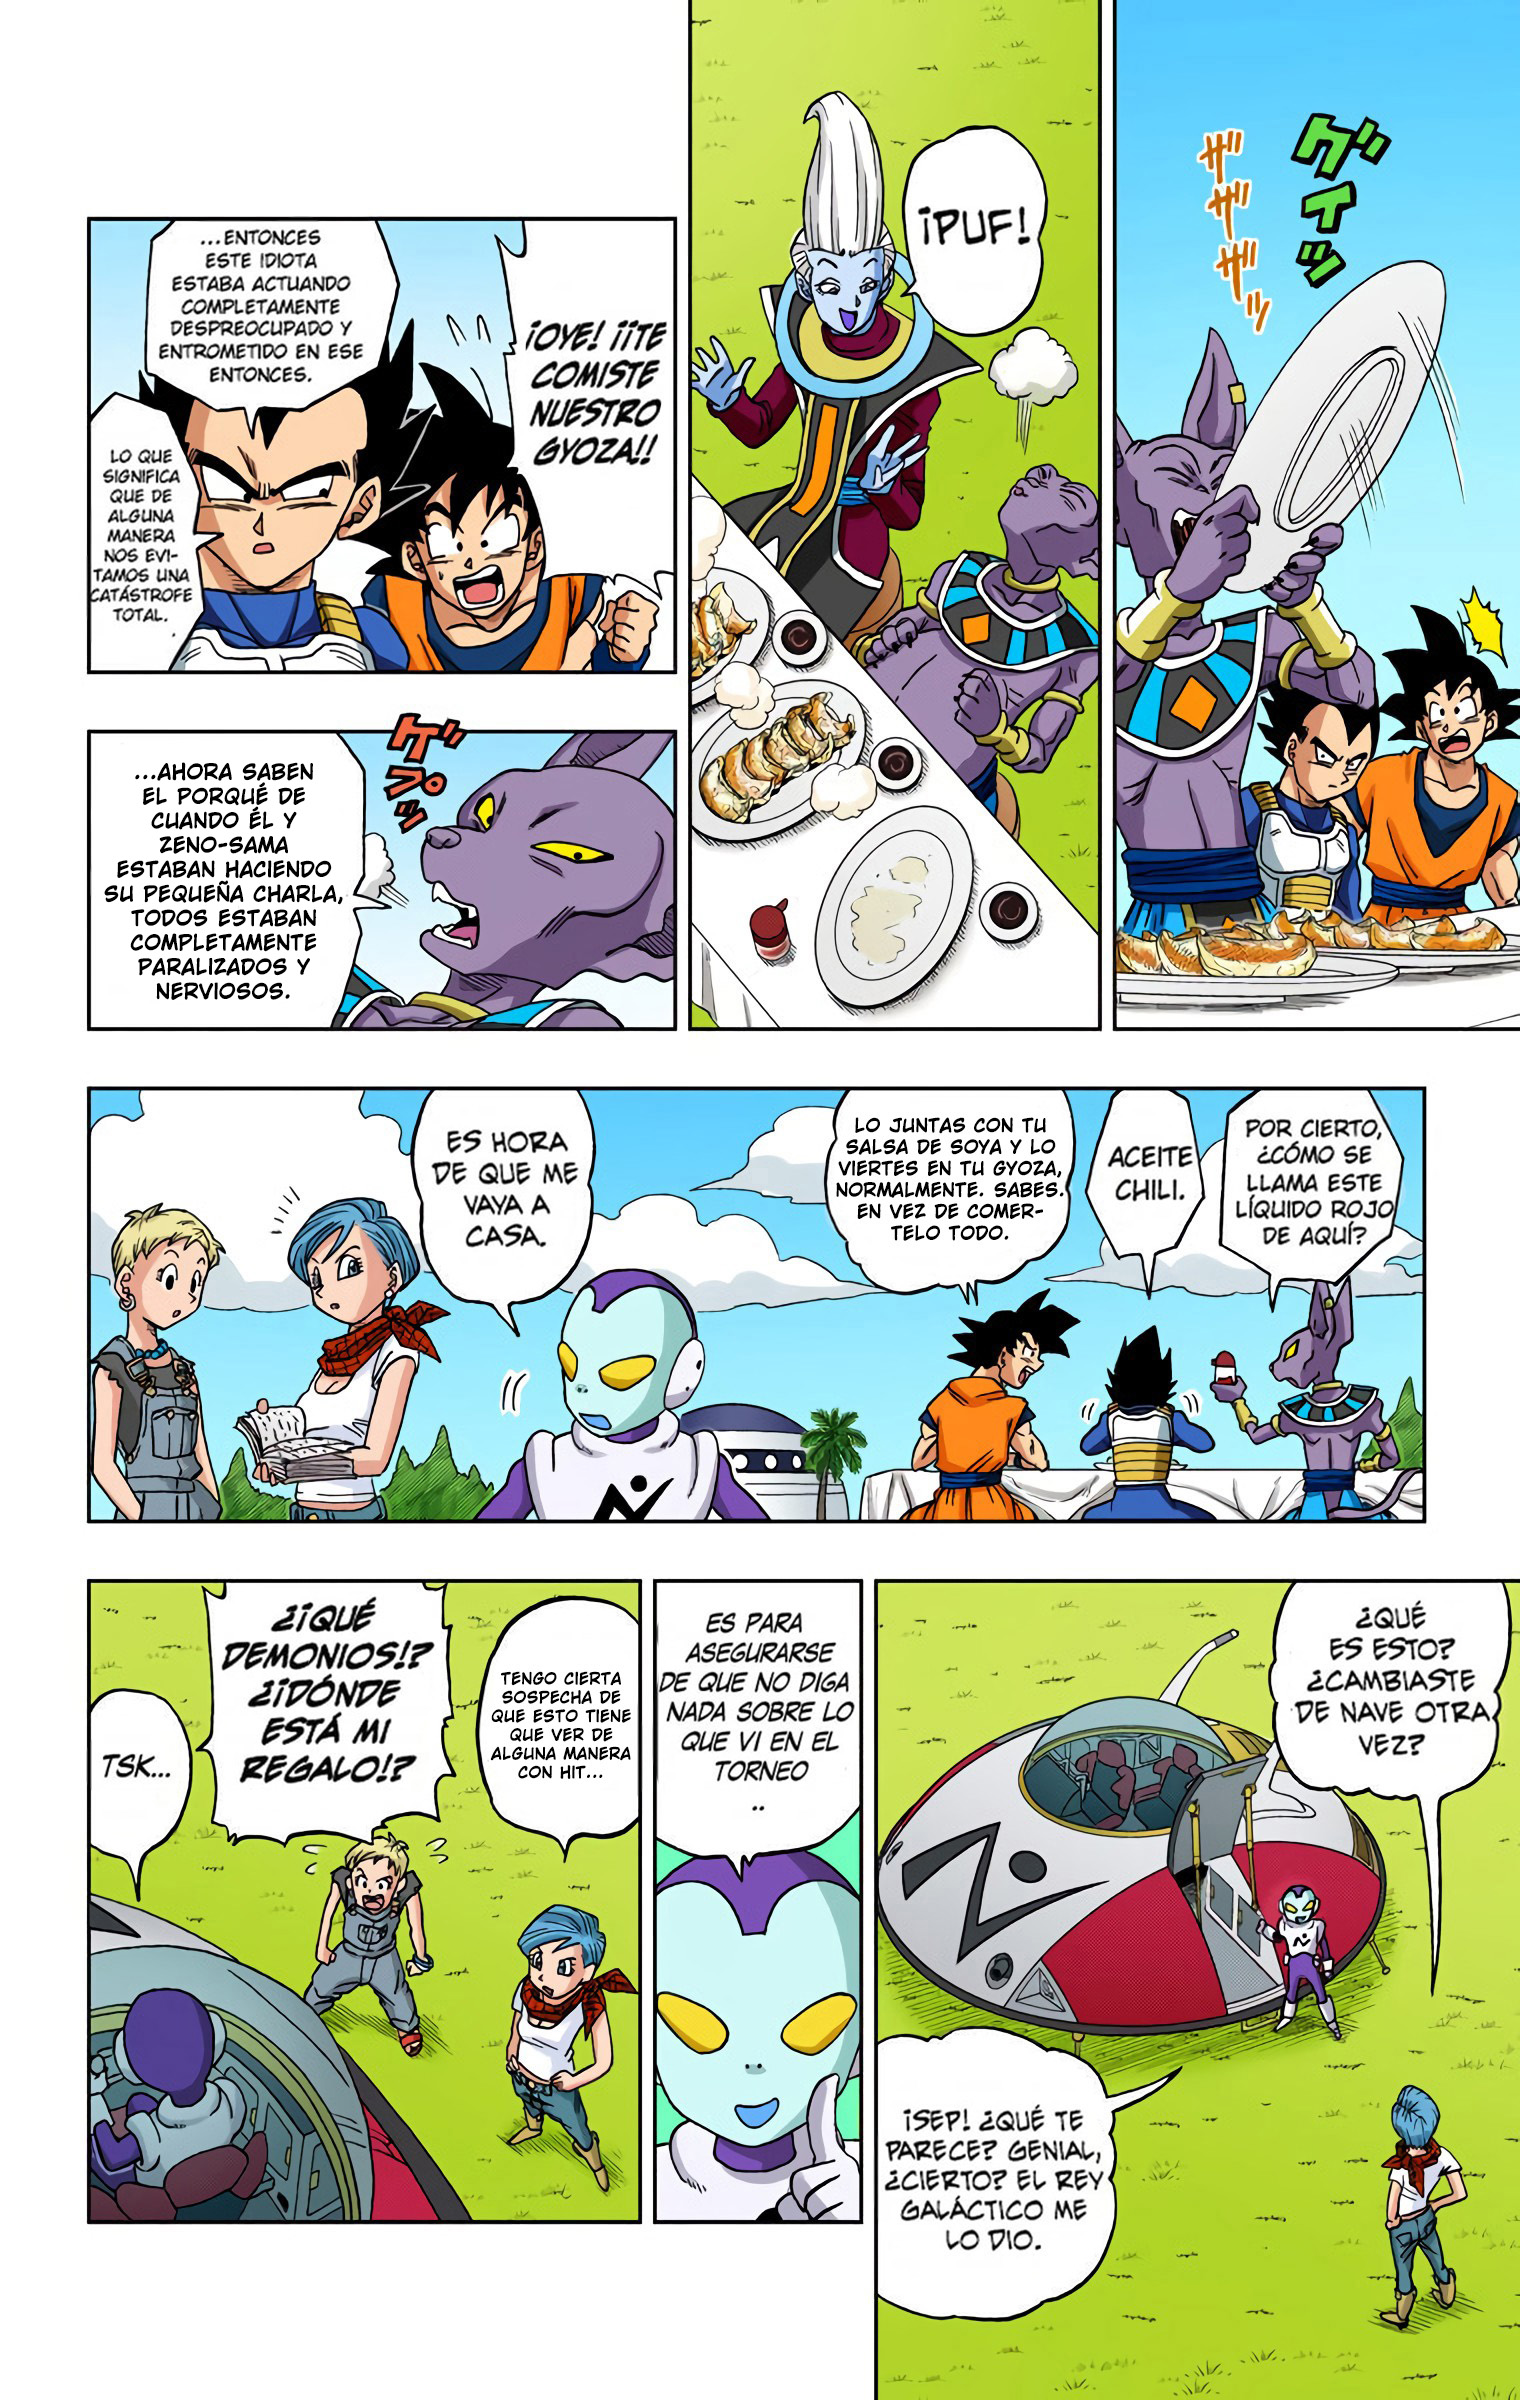 グイッ
ザザザザッ
¡PUF!
¡OYE! ¡¡TE
COMISTE
NUESTRO
GYOZA!!
...ENTONCES
ESTE IDIOTA
ESTABA ACTUANDO
COMPLETAMENTE
DESPREOCUPADO Y
ENTROMETIDO EN ESE
ENTONCES.
LO QUE
SIGNIFICA
QUE DE
ALGUNA
MANERA
NOS EVI-
TAMOS UNA
CATÁSTROFE
TOTAL.
ゲプッ
...AHORA SABEN
EL PORQUÉ DE
CUANDO ÉL Y
ZENO-SAMA
ESTABAN HACIENDO
SU PEQUEÑA CHARLA,
TODOS ESTABAN
COMPLETAMENTE
PARALIZADOS Y
NERVIOSOS.
POR CIERTO,
¿CÓMO SE
LLAMA ESTE
LÍQUIDO ROJO
DE AQUÍ?
ACEITE
CHILI.
LO JUNTAS CON TU
SALSA DE SOYA Y LO
VIERTES EN TU GYOZA,
NORMALMENTE. SABES.
EN VEZ DE COMER-
TELO TODO.
ES HORA
DE QUE ME
VAYA A
CASA.
¿QUÉ
ES ESTO?
¿CAMBIASTE
DE NAVE OTRA
VEZ?
¡SEP! ¿QUÉ TE
PARECE? GENIAL,
¿CIERTO? EL REY
GALÁCTICO ME
LO DIO.
ES PARA
ASEGURARSE
DE QUE NO DIGA
NADA SOBRE LO
QUE VI EN EL
TORNEO
..
TENGO CIERTA
SOSPECHA DE
QUE ESTO TIENE
QUE VER DE
ALGUNA MANERA
CON HIT...
¿¡QUÉ
DEMONIOS!?
¿¡DÓNDE
ESTÁ MI
REGALO!?
TSK...